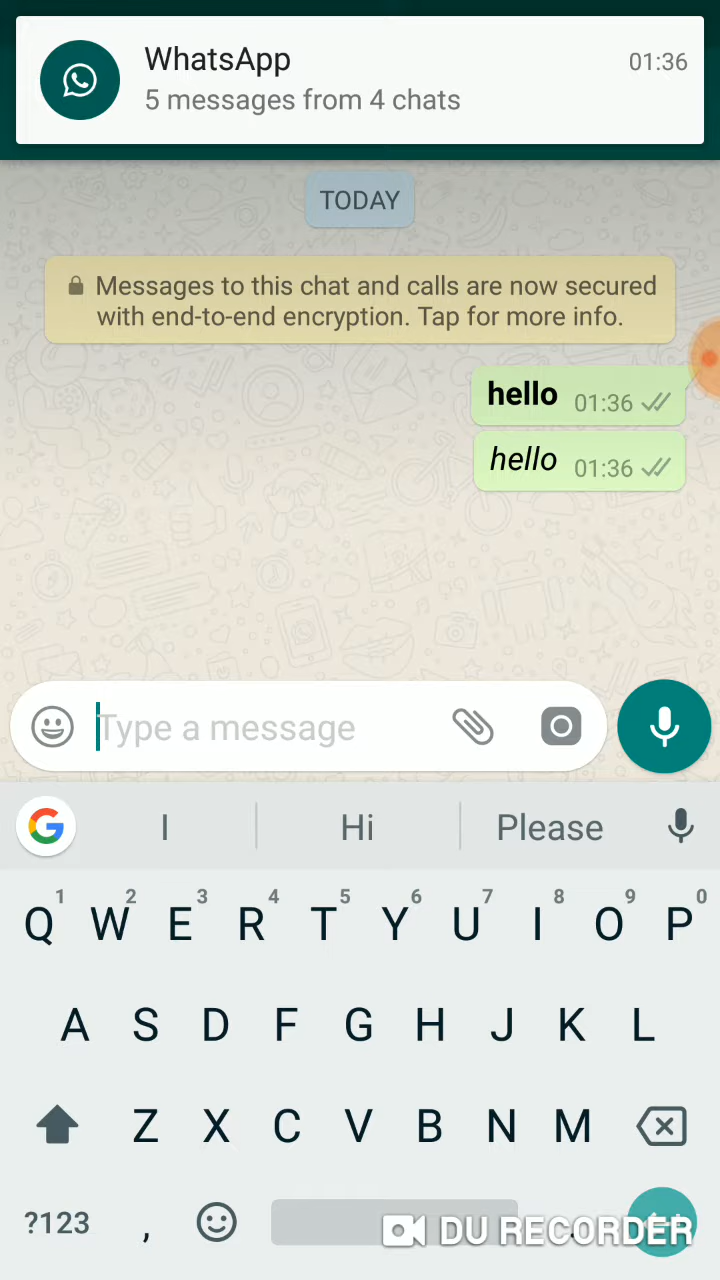 WhatsApp 01:36
5 messages from 4 chats
TODAY
Messages to this chat and calls are now secured
with end-to-end encryption. Tap for more info.
hello 01:36
hello 01:36
Type a message
I Hi Please
1 2 3 4 5 6 7 8 9 0
Q W E R T Y U I O P
A S D F G H J K L
Z X C V B N M
?123 , .
DU RECORDER